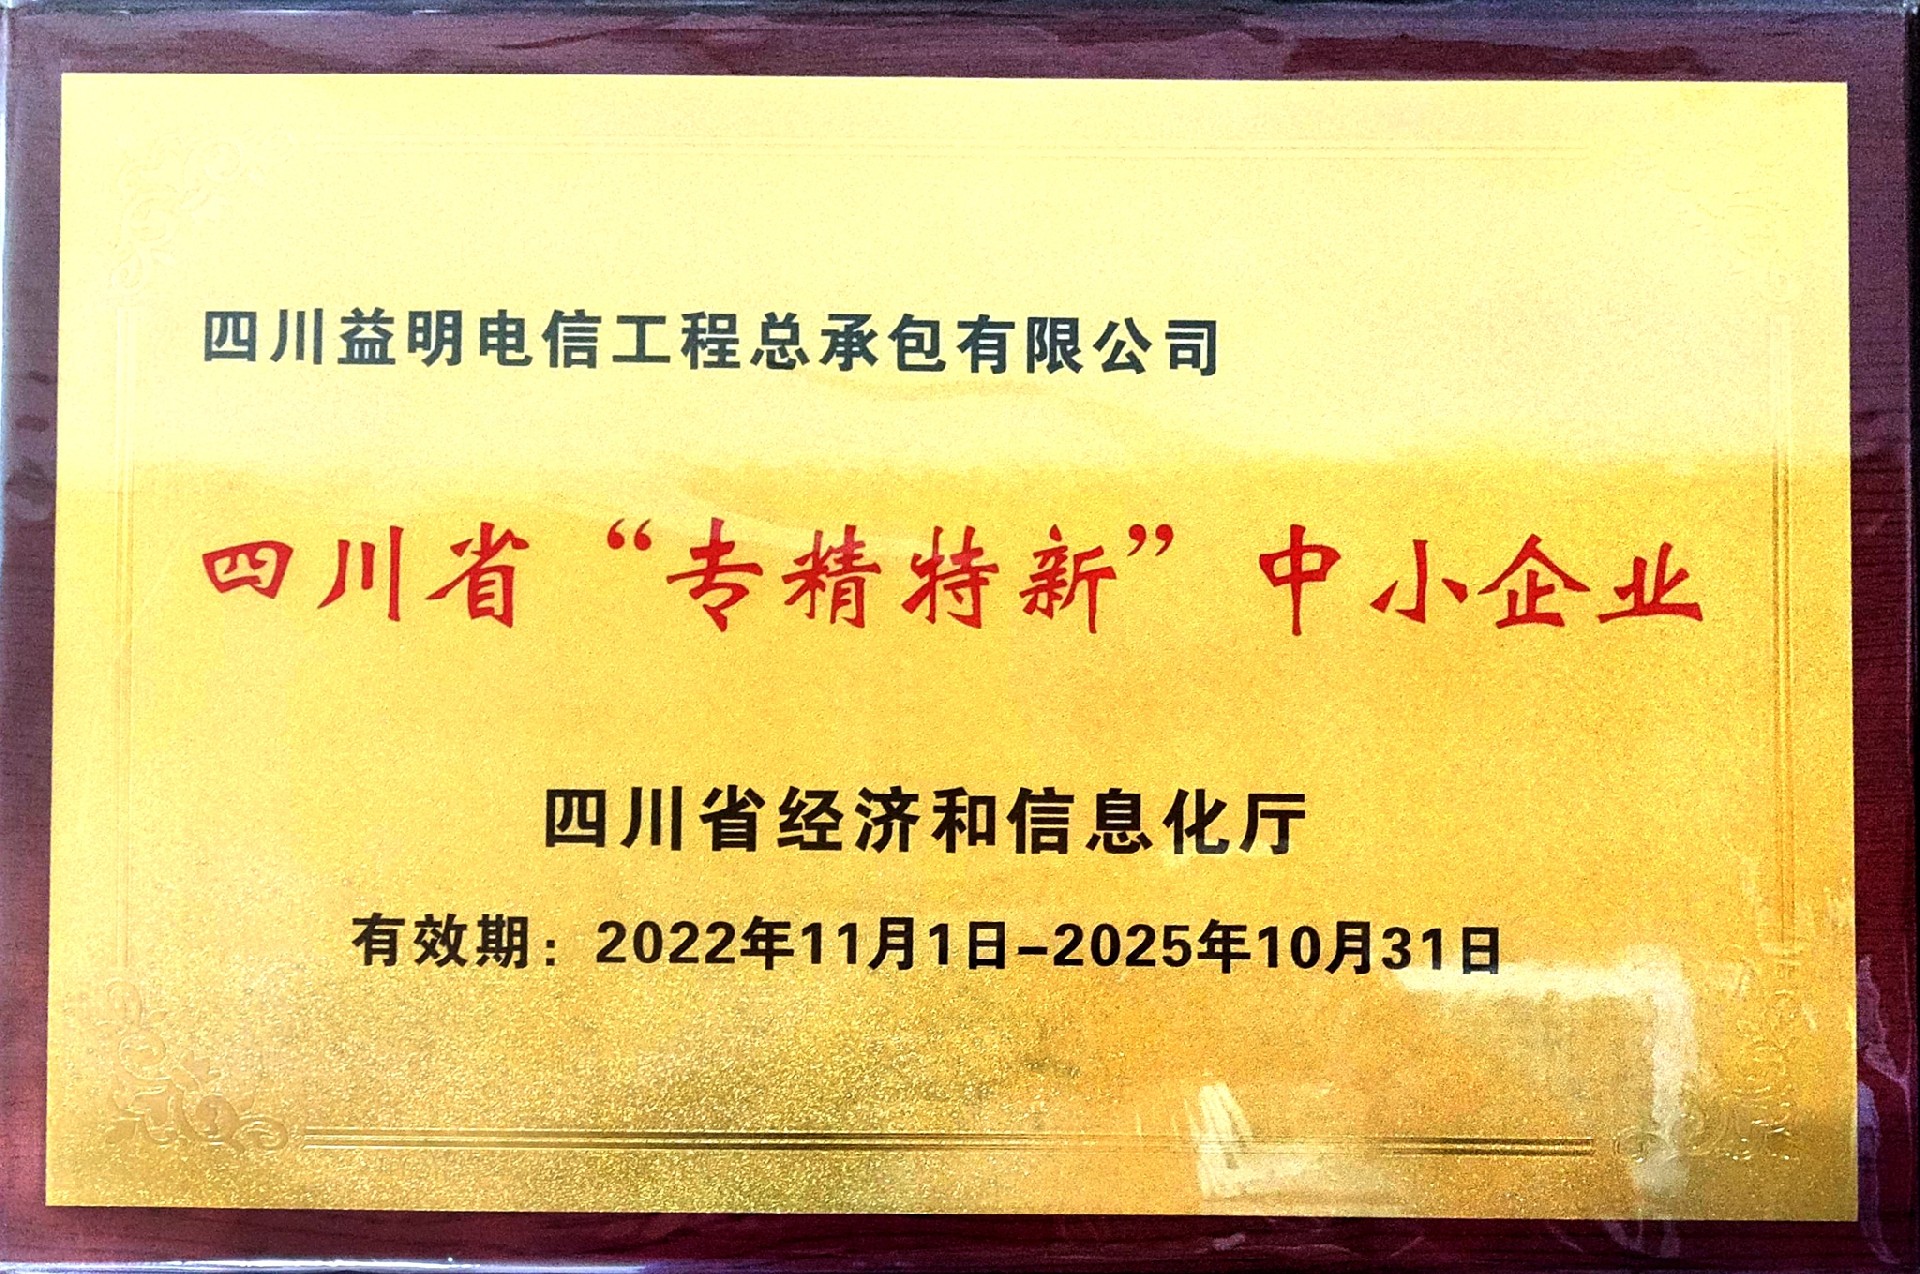 四川益明电信工程总承包有限公司
四川省“专精特新”中小企业
四川省经济和信息化厅
有效期：2022年11月1日-2025年10月31日